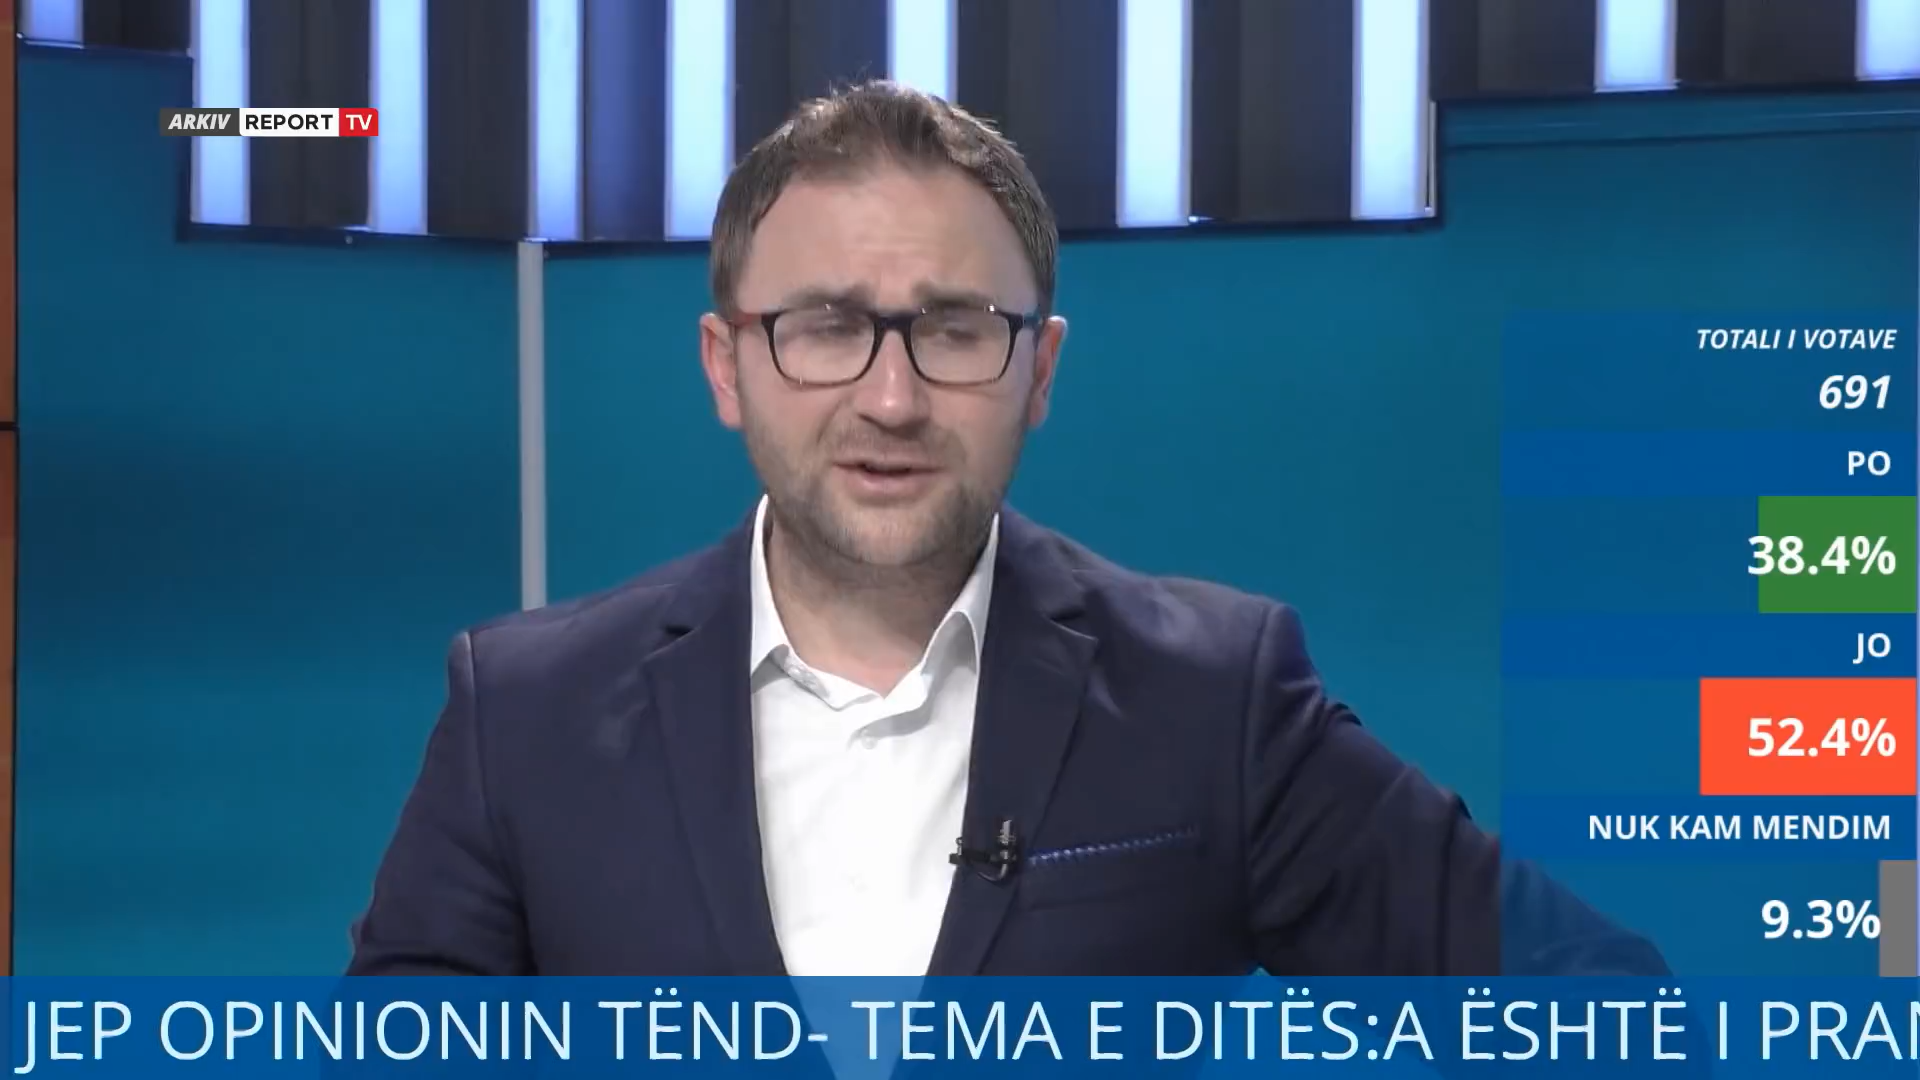 ARKIV REPORT TV
TOTALI I VOTAVE
691
PO
38.4%
JO
52.4%
NUK KAM MENDIM
9.3%
JEP OPINIONIN TËND- TEMA E DITËS:A ËSHTË I